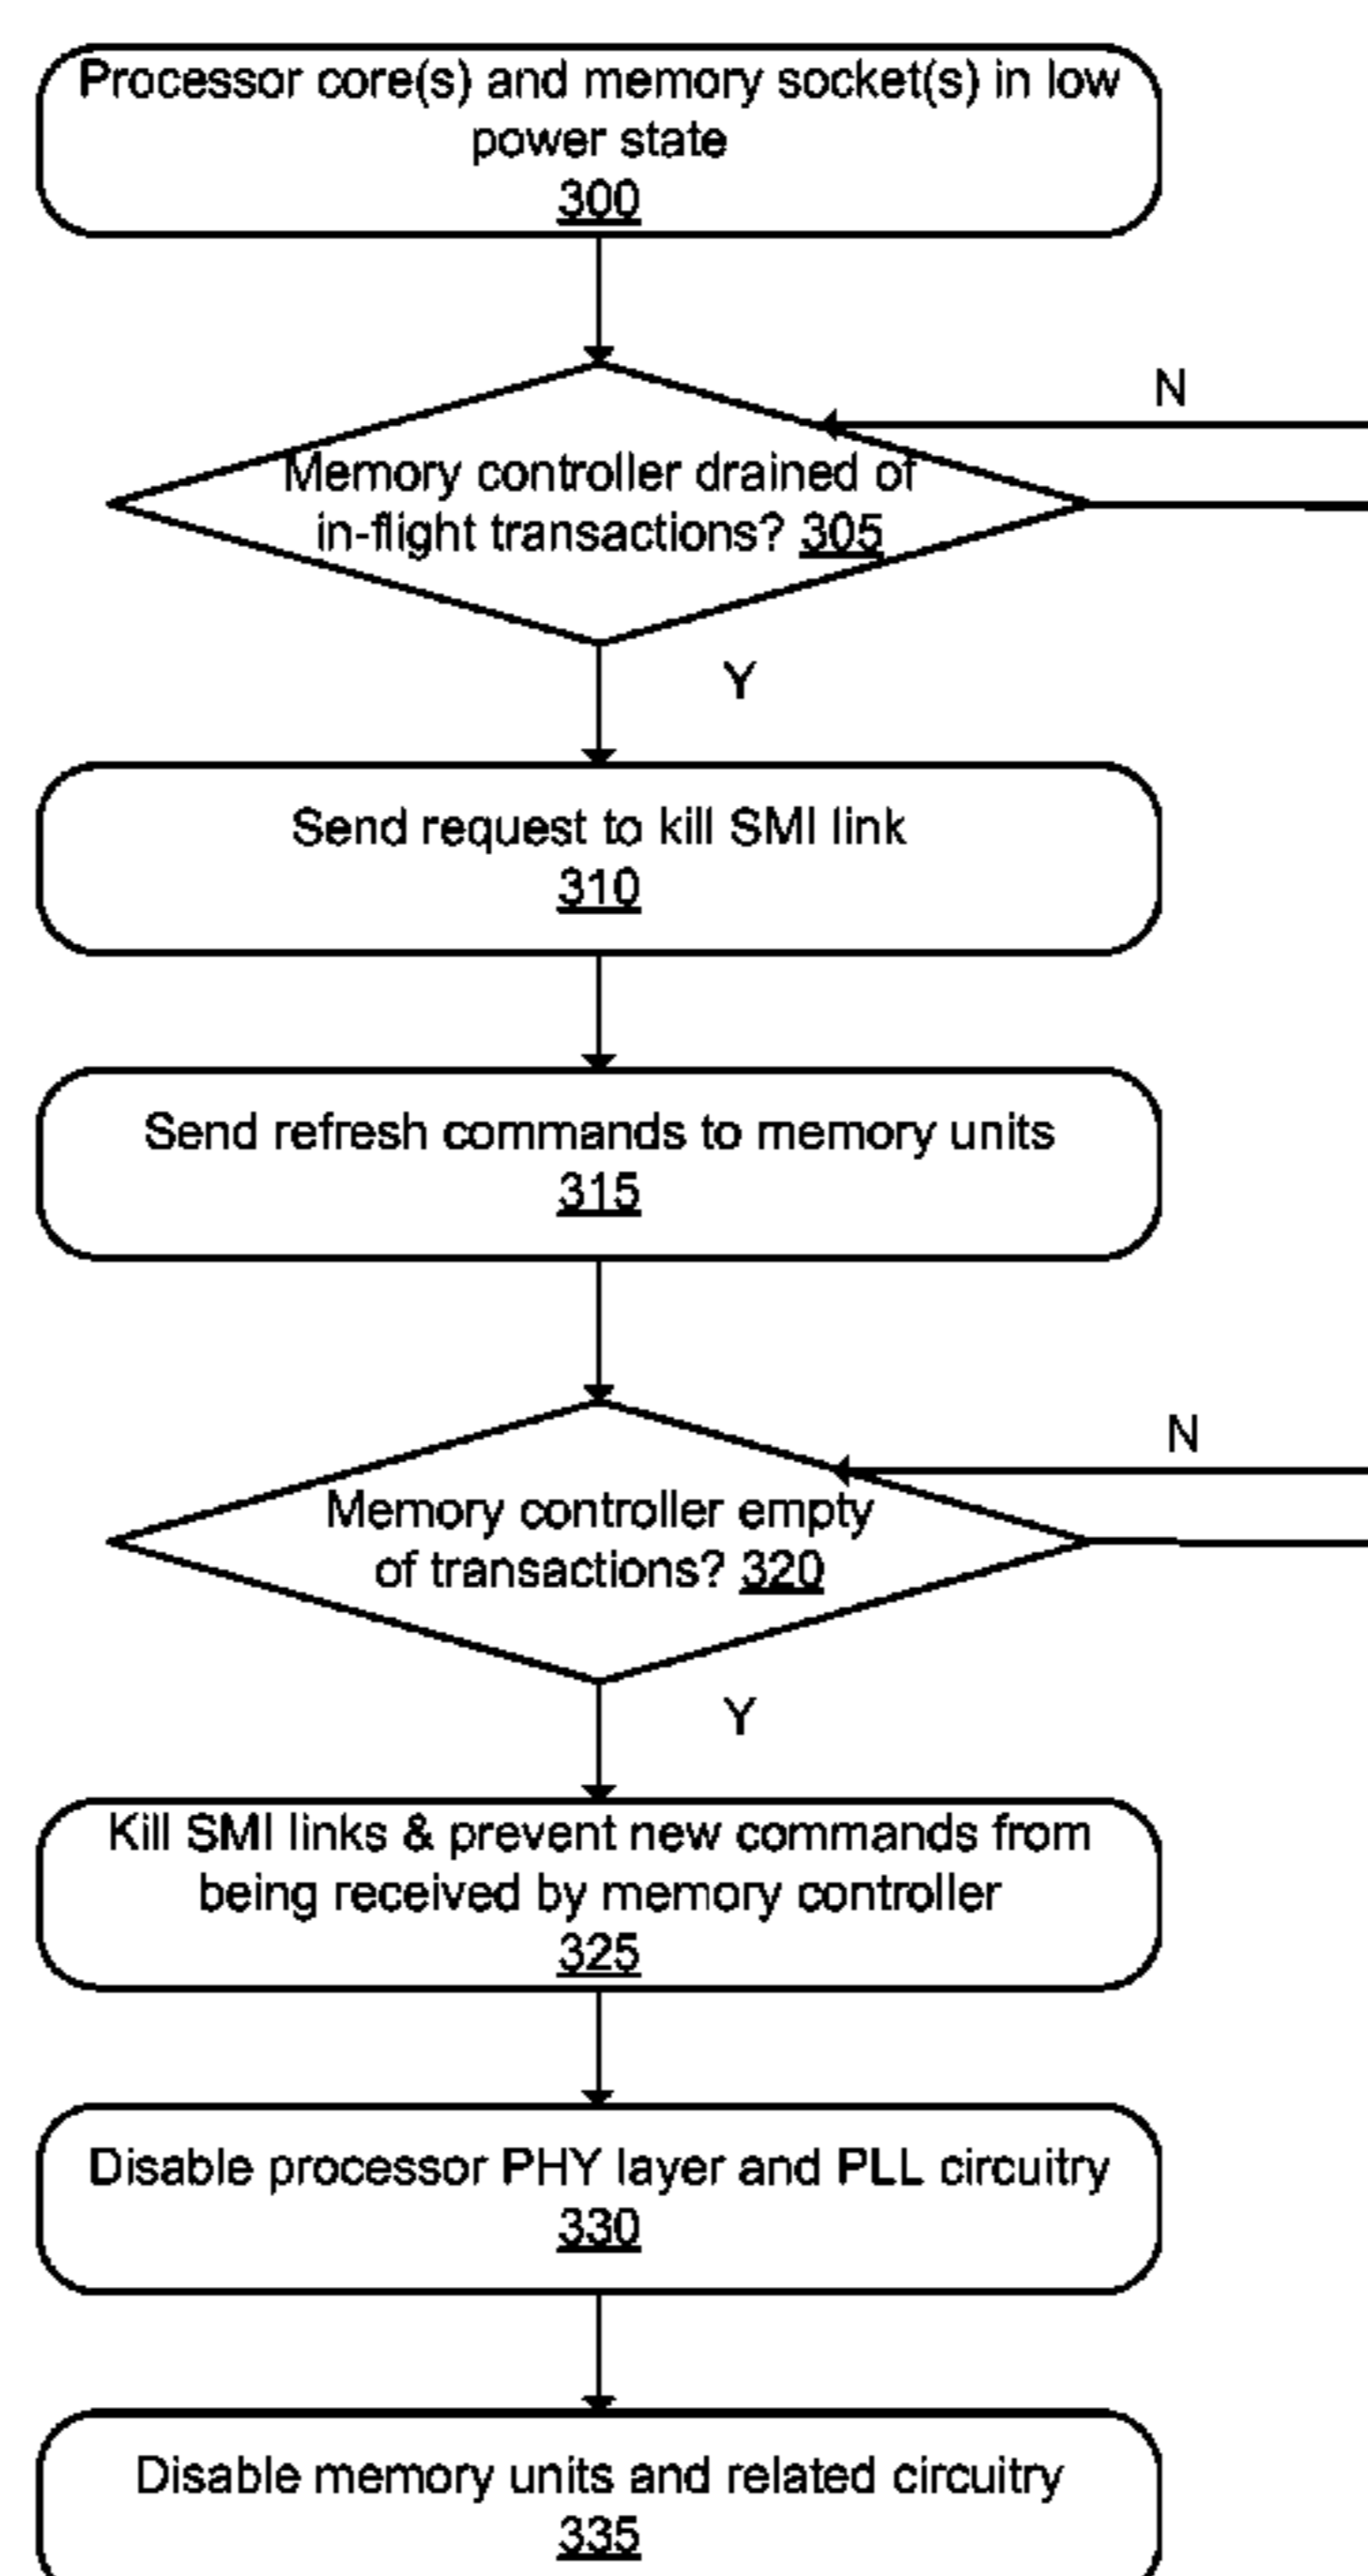 Processor core(s) and memory socket(s) in low
power state
300
N
Memory controller drained of
in-flight transactions? 305
Y
Send request to kill SMI link
310
Send refresh commands to memory units
315
N
Memory controller empty
of transactions? 320
Y
Kill SMI links & prevent new commands from
being received by memory controller
325
Disable processor PHY layer and PLL circuitry
330
Disable memory units and related circuitry
335